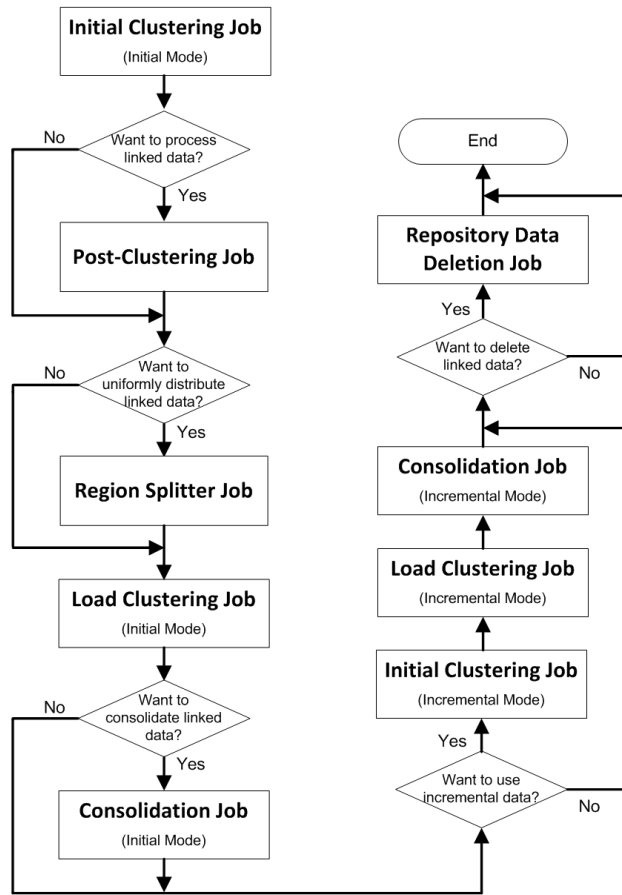 Initial Clustering Job
(Initial Mode)
No
Want to process
linked data?
Yes
Post-Clustering Job
No
Want to
uniformly distribute
linked data?
Yes
Region Splitter Job
Load Clustering Job
(Initial Mode)
No
Want to
consolidate linked
data?
Yes
Consolidation Job
(Initial Mode)
End
Repository Data
Deletion Job
Yes
Want to delete
linked data?
No
Consolidation Job
(Incremental Mode)
Load Clustering Job
(Incremental Mode)
Initial Clustering Job
(Incremental Mode)
Yes
Want to use
incremental data?
No